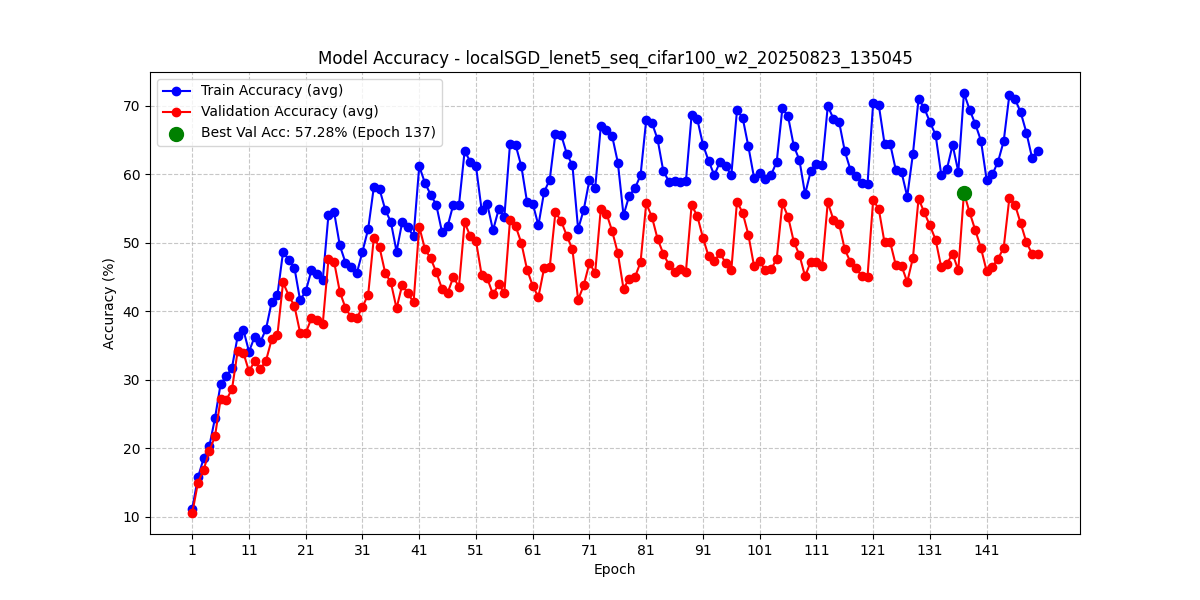 Model Accuracy - localSGD_lenet5_seq_cifar100_w2_20250823_135045
Train Accuracy (avg)
Validation Accuracy (avg)
Best Val Acc: 57.28% (Epoch 137)
Accuracy (%)
70
60
50
40
30
20
10
1 11 21 31 41 51 61 71 81 91 101 111 121 131 141
Epoch